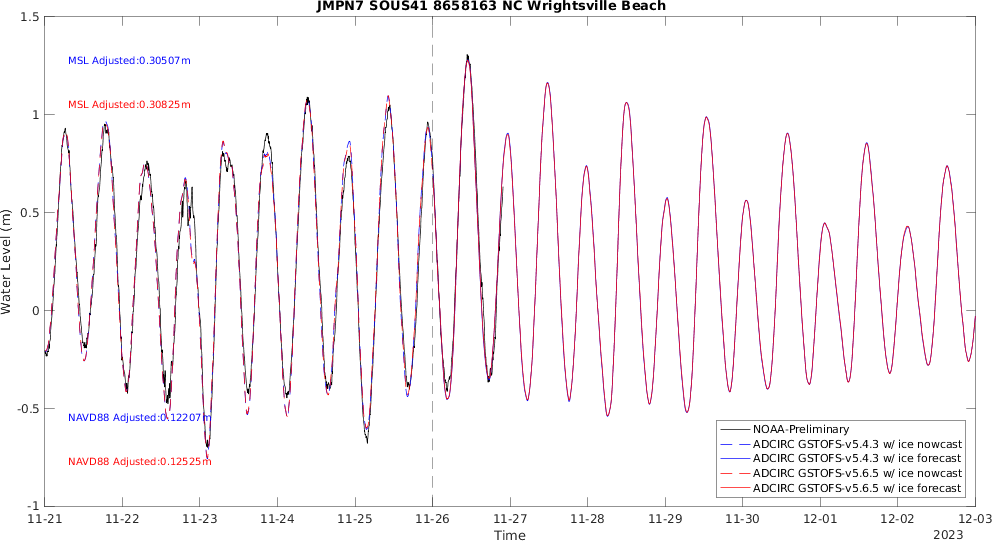 JMPN7 SOUS41 8658163 NC Wrightsville Beach
1.5
1
0.5
0
-0.5
-1
Water Level (m)
MSL Adjusted:0.30507m
MSL Adjusted:0.30825m
NAVD88 Adjusted:0.12207m
NAVD88 Adjusted:0.12525m
NOAA-Preliminary
ADCIRC GSTOFS-v5.4.3 w/ ice nowcast
ADCIRC GSTOFS-v5.4.3 w/ ice forecast
ADCIRC GSTOFS-v5.6.5 w/ ice nowcast
ADCIRC GSTOFS-v5.6.5 w/ ice forecast
11-21 11-22 11-23 11-24 11-25 11-26 11-27 11-28 11-29 11-30 12-01 12-02 12-03
Time
2023